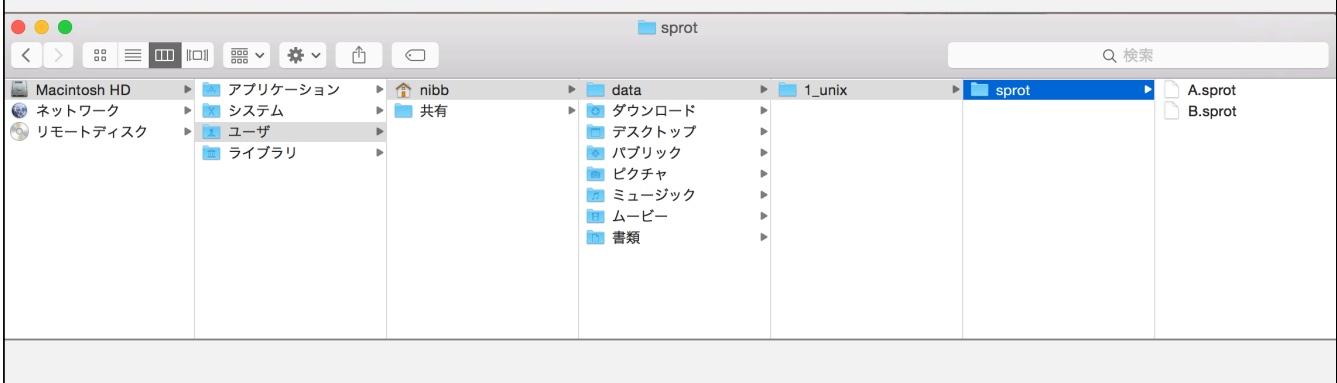 sprot
検索
Macintosh HD
ネットワーク
リモートディスク
アプリケーション
システム
ユーザ
ライブラリ
nibb
共有
data
ダウンロード
デスクトップ
パブリック
ピクチャ
ミュージック
ムービー
書類
1_unix
sprot
A.sprot
B.sprot